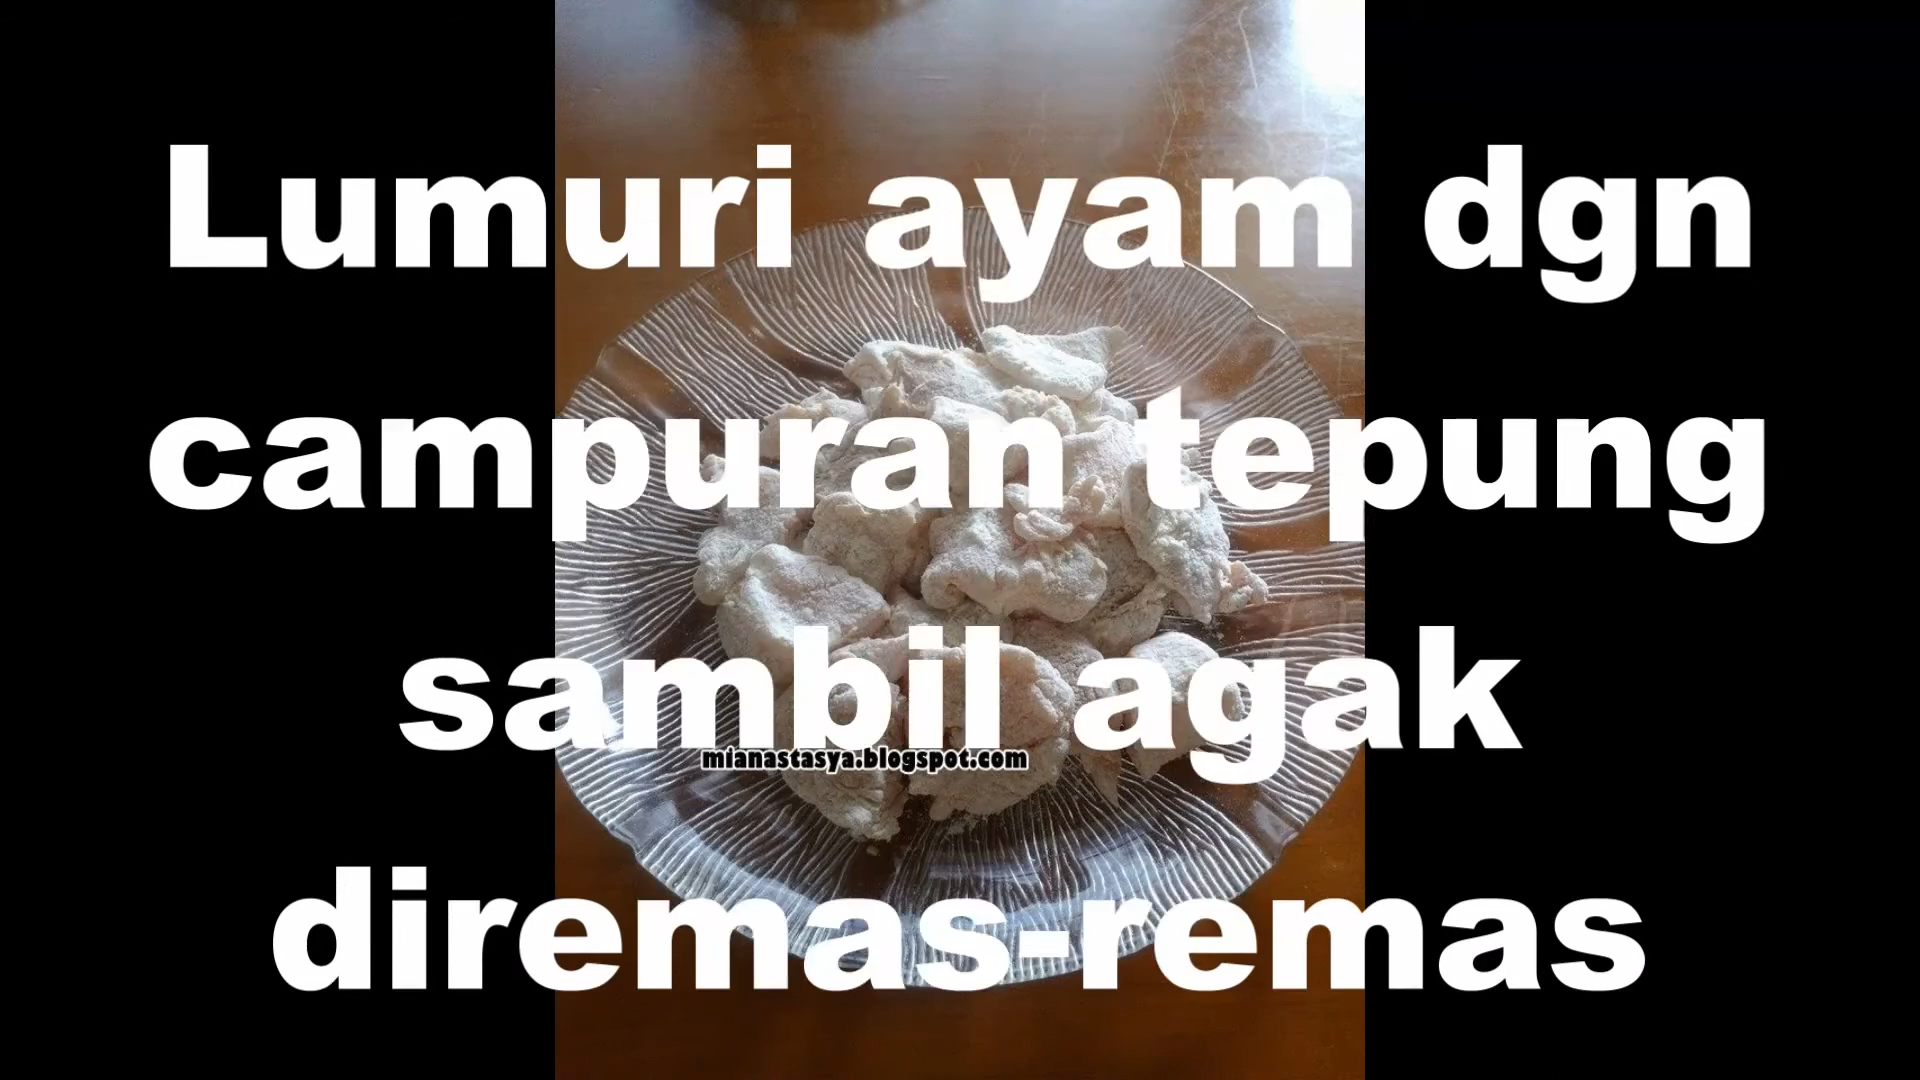 Lumuri ayam dgn
campuran tepung
sambil agak
mianastasya.blogspot.com
diremas-remas